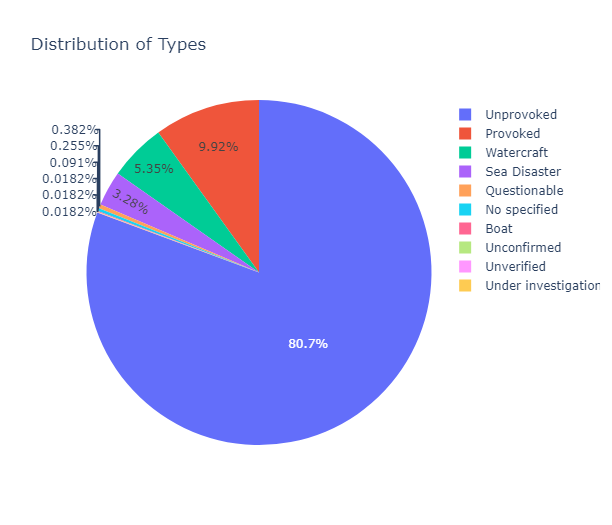 Distribution of Types
0.382%
0.255%
0.091%
0.0182%
0.0182%
0.0182%
9.92%
5.35%
3.28%
80.7%
Unprovoked
Provoked
Watercraft
Sea Disaster
Questionable
No specified
Boat
Unconfirmed
Unverified
Under investigation